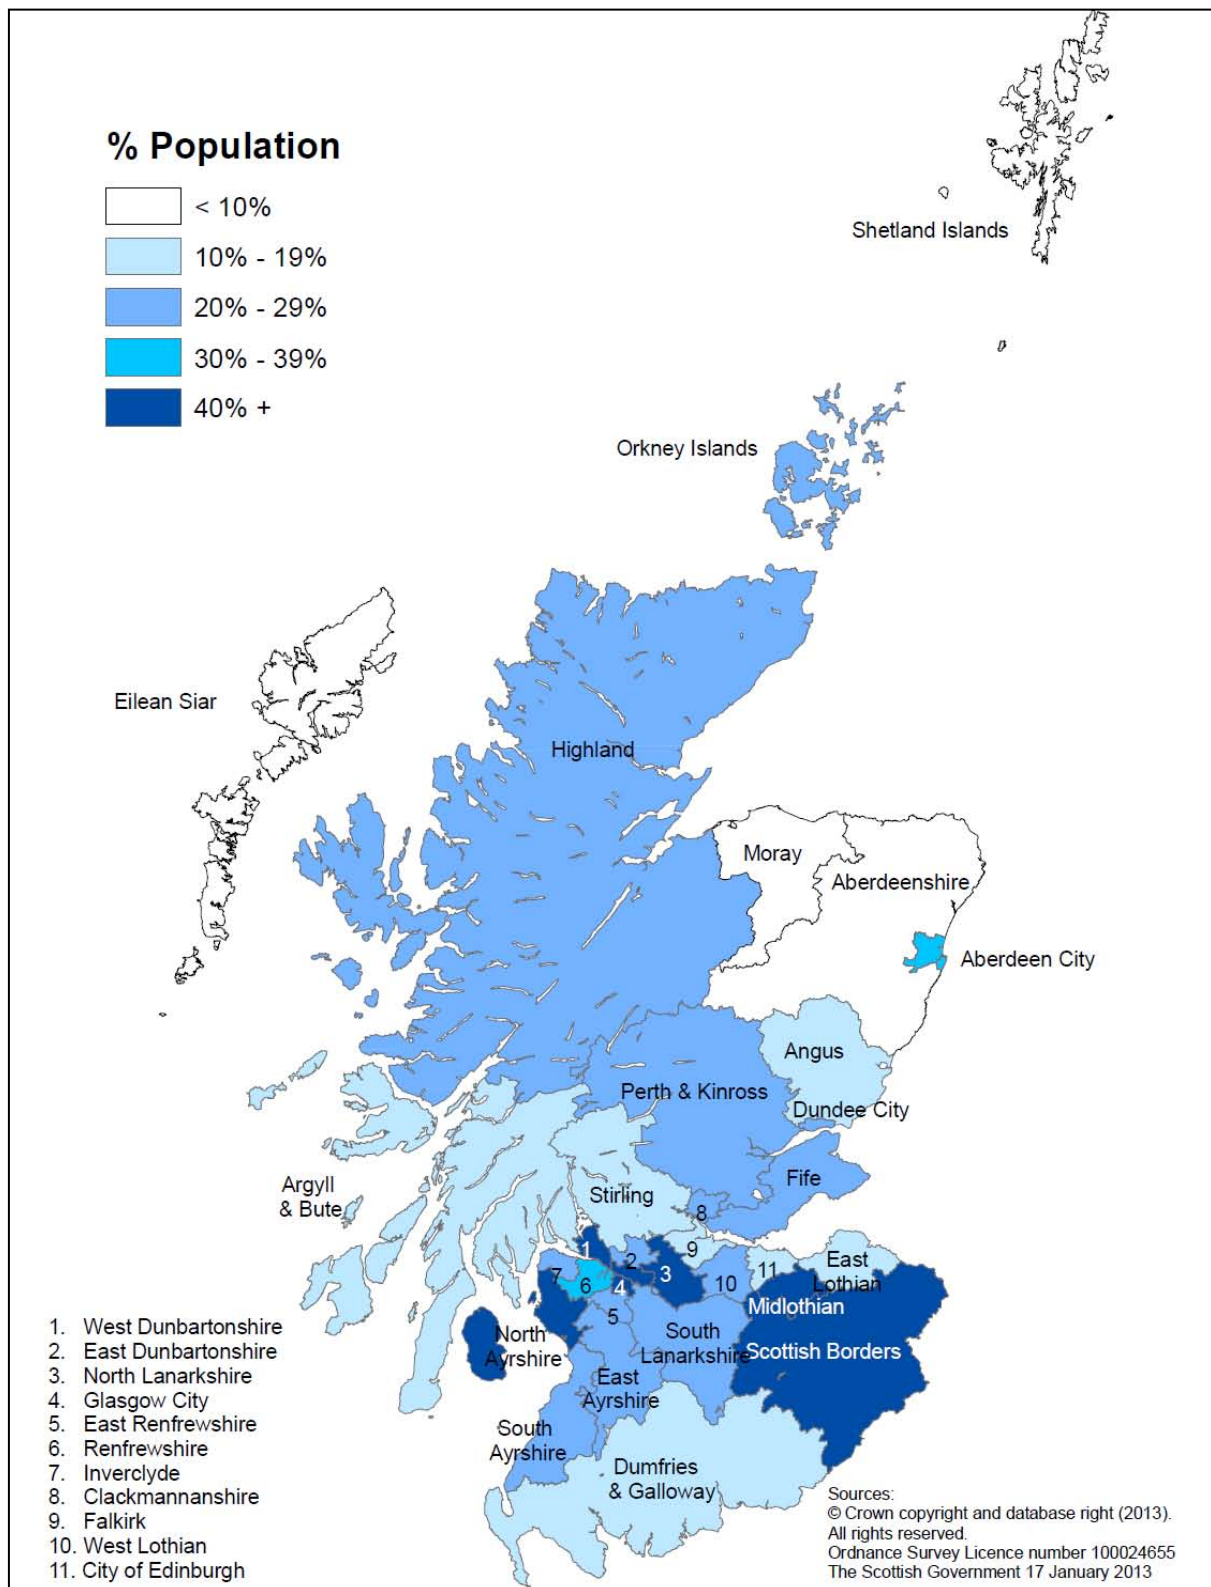 % Population
< 10%
10% - 19%
20% - 29%
30% - 39%
40% +
Shetland Islands
Orkney Islands
Eilean Siar
Highland
Moray
Aberdeenshire
Aberdeen City
Angus
Perth & Kinross
Dundee City
Fife
Argyll
& Bute
Stirling
8
1
2
9
3
11
East
Lothian
7
6
4
10
5
Midlothian
North
Ayrshire
South
Lanarkshire
Scottish Borders
East
Ayrshire
South
Ayrshire
Dumfries
& Galloway
1. West Dunbartonshire
2. East Dunbartonshire
3. North Lanarkshire
4. Glasgow City
5. East Renfrewshire
6. Renfrewshire
7. Inverclyde
8. Clackmannanshire
9. Falkirk
10. West Lothian
11. City of Edinburgh
Sources:
© Crown copyright and database right (2013).
All rights reserved.
Ordnance Survey Licence number 100024655
The Scottish Government 17 January 2013